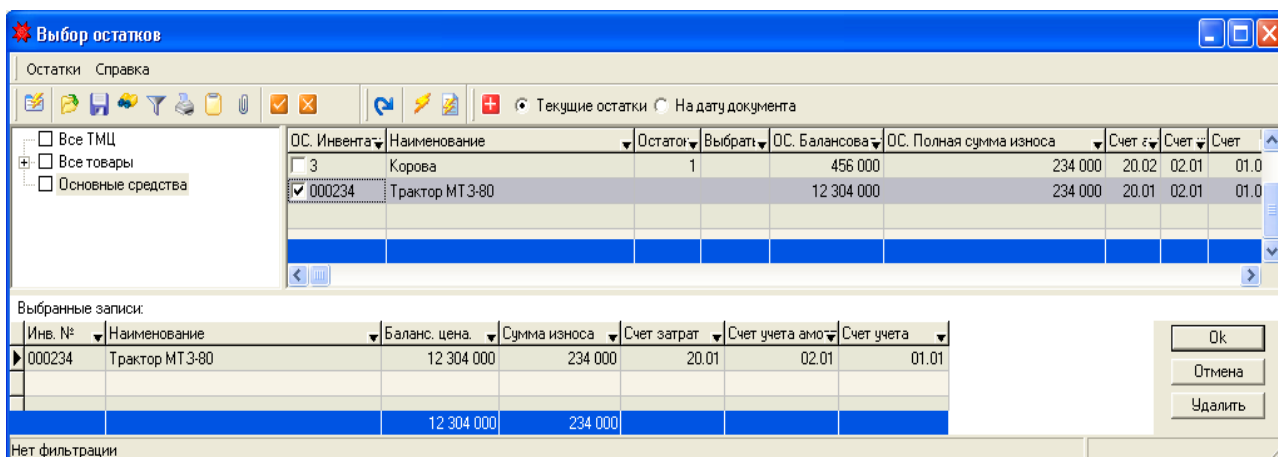 Выбор остатков
Остатки Справка
Текущие остатки На дату документа
Все ТМЦ
Все товары
Основные средства
ОС. Инвента Наименование Остаток Выбрать ОС. Балансова ОС. Полная сумма износа Счет Счет Счет
3 Корова 1 456 000 234 000 20.02 02.01 01.0
000234 Трактор МТЗ-80 12 304 000 234 000 20.01 02.01 01.0
Выбранные записи:
Инв. № Наименование Баланс. цена. Сумма износа Счет затрат Счет учета амо Счет учета
000234 Трактор МТЗ-80 12 304 000 234 000 20.01 02.01 01.01
12 304 000 234 000
Ok
Отмена
Удалить
Нет фильтрации